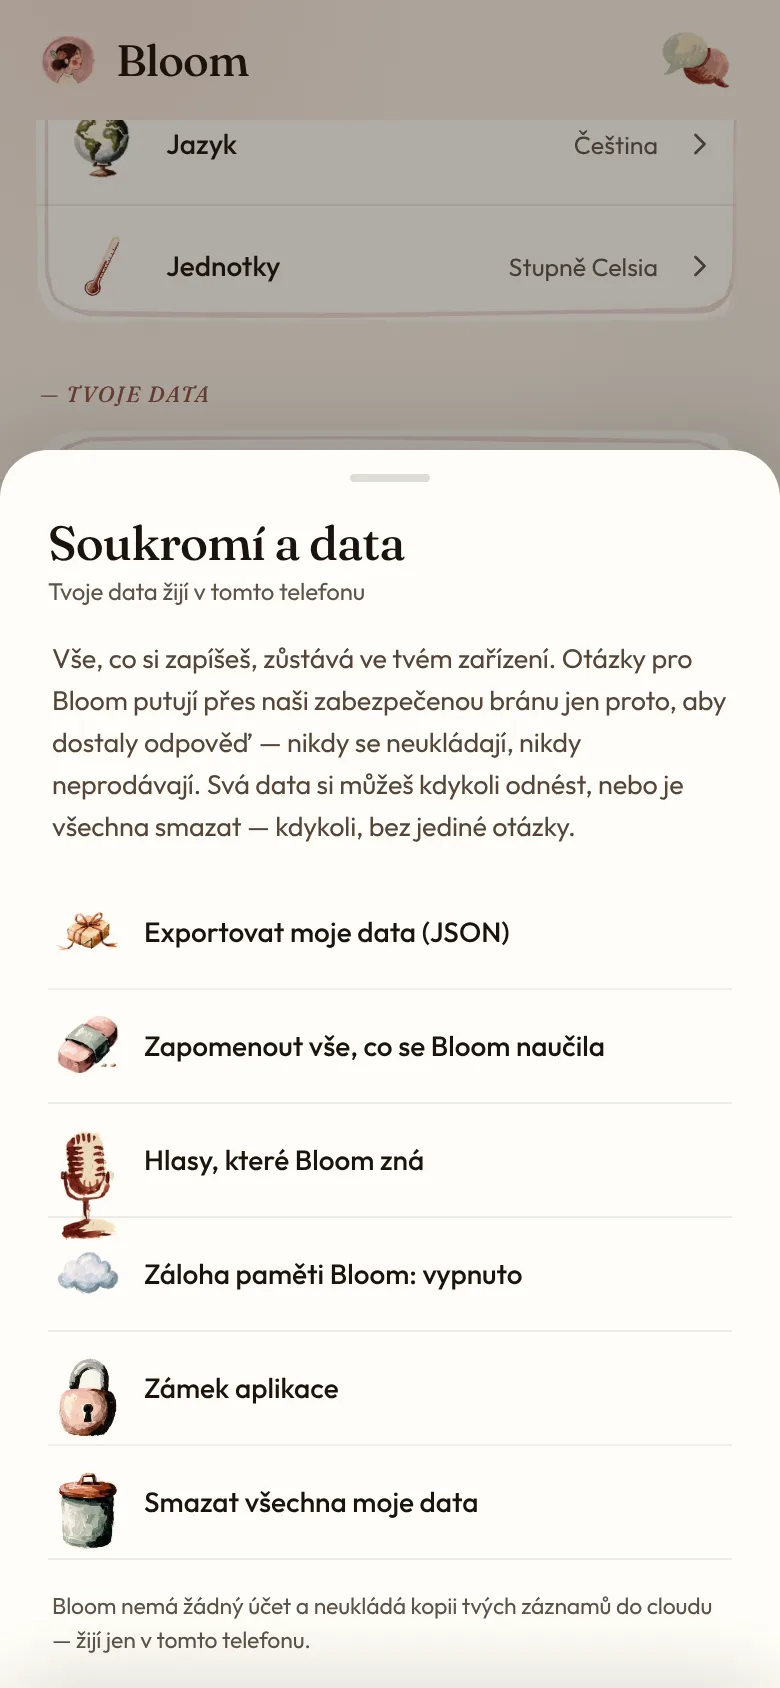 Bloom
Jazyk Čeština
Jednotky Stupně Celsia
— TVOJE DATA
Soukromí a data
Tvoje data žijí v tomto telefonu
Vše, co si zapíšeš, zůstává ve tvém zařízení. Otázky pro
Bloom putují přes naši zabezpečenou bránu jen proto, aby
dostaly odpověď — nikdy se neukládají, nikdy
neprodávají. Svá data si můžeš kdykoli odnést, nebo je
všechna smazat — kdykoli, bez jediné otázky.
Exportovat moje data (JSON)
Zapomenout vše, co se Bloom naučila
Hlasy, které Bloom zná
Záloha paměti Bloom: vypnuto
Zámek aplikace
Smazat všechna moje data
Bloom nemá žádný účet a neukládá kopii tvých záznamů do cloudu
— žijí jen v tomto telefonu.